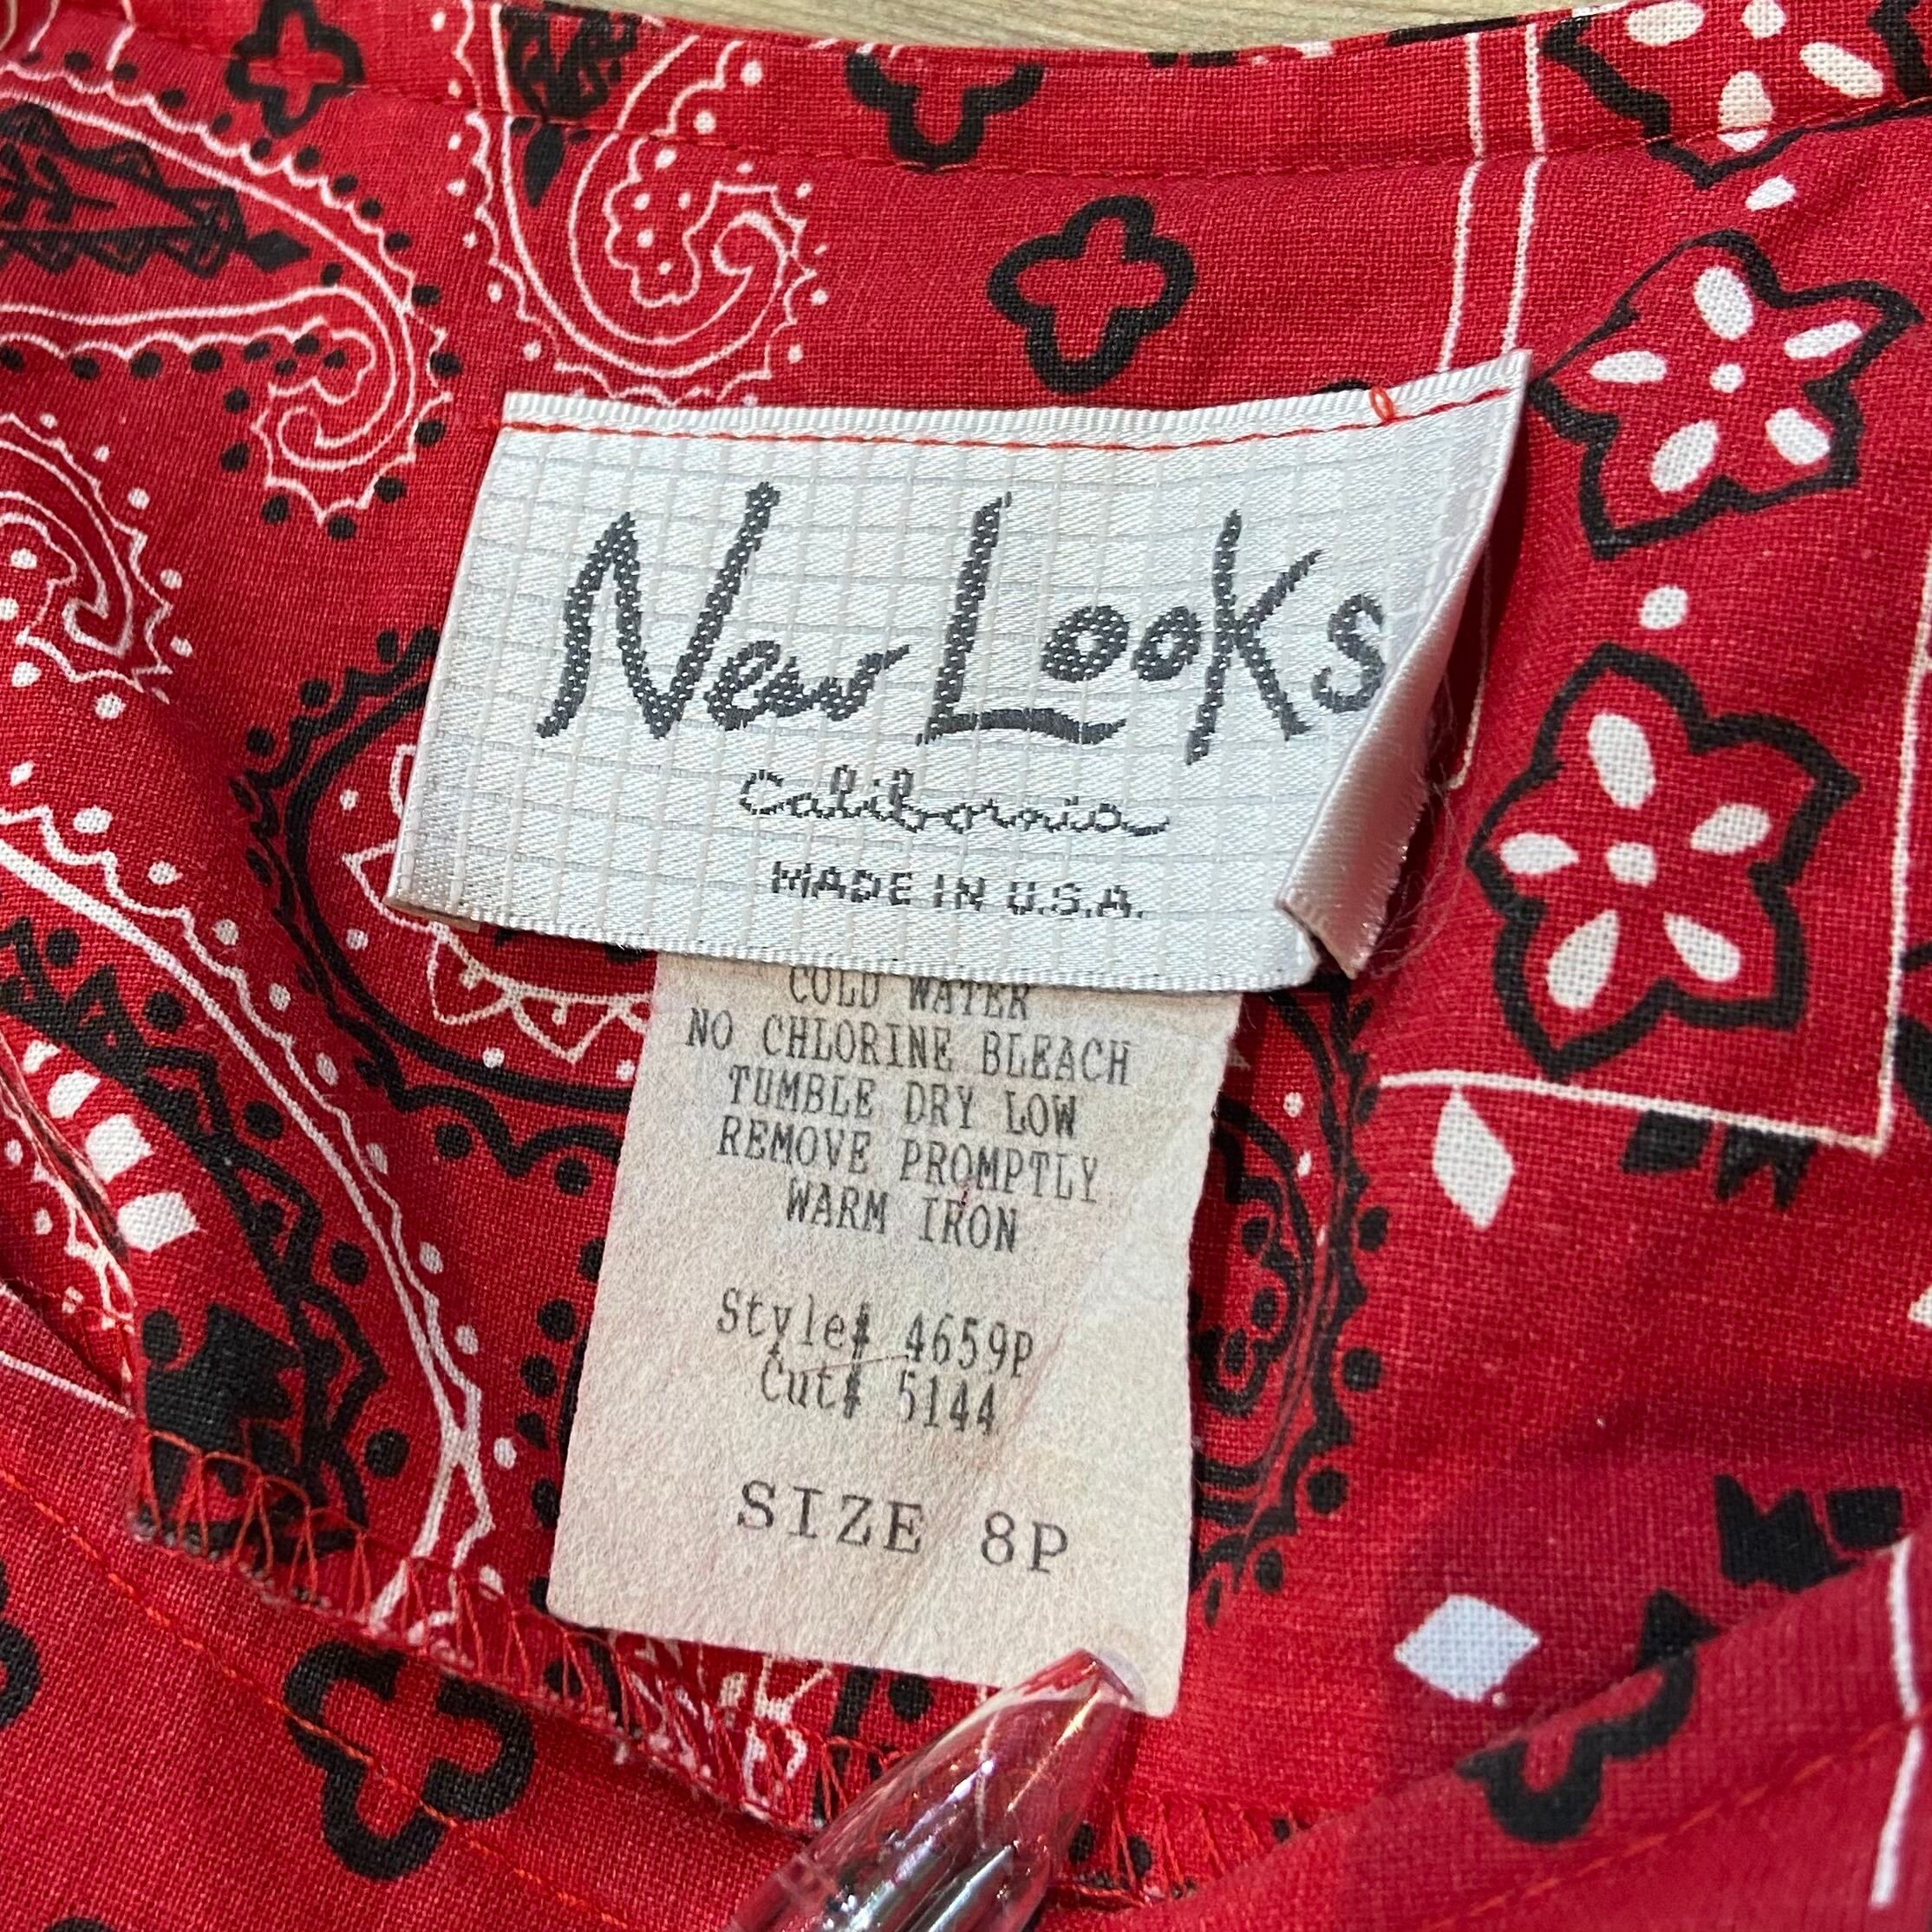 New Looks
California
MADE IN U.S.A.
COLD WATER
NO CHLORINE BLEACH
TUMBLE DRY LOW
REMOVE PROMPTLY
WARM IRON
Style# 4659P
Cut# 5144
SIZE 8P